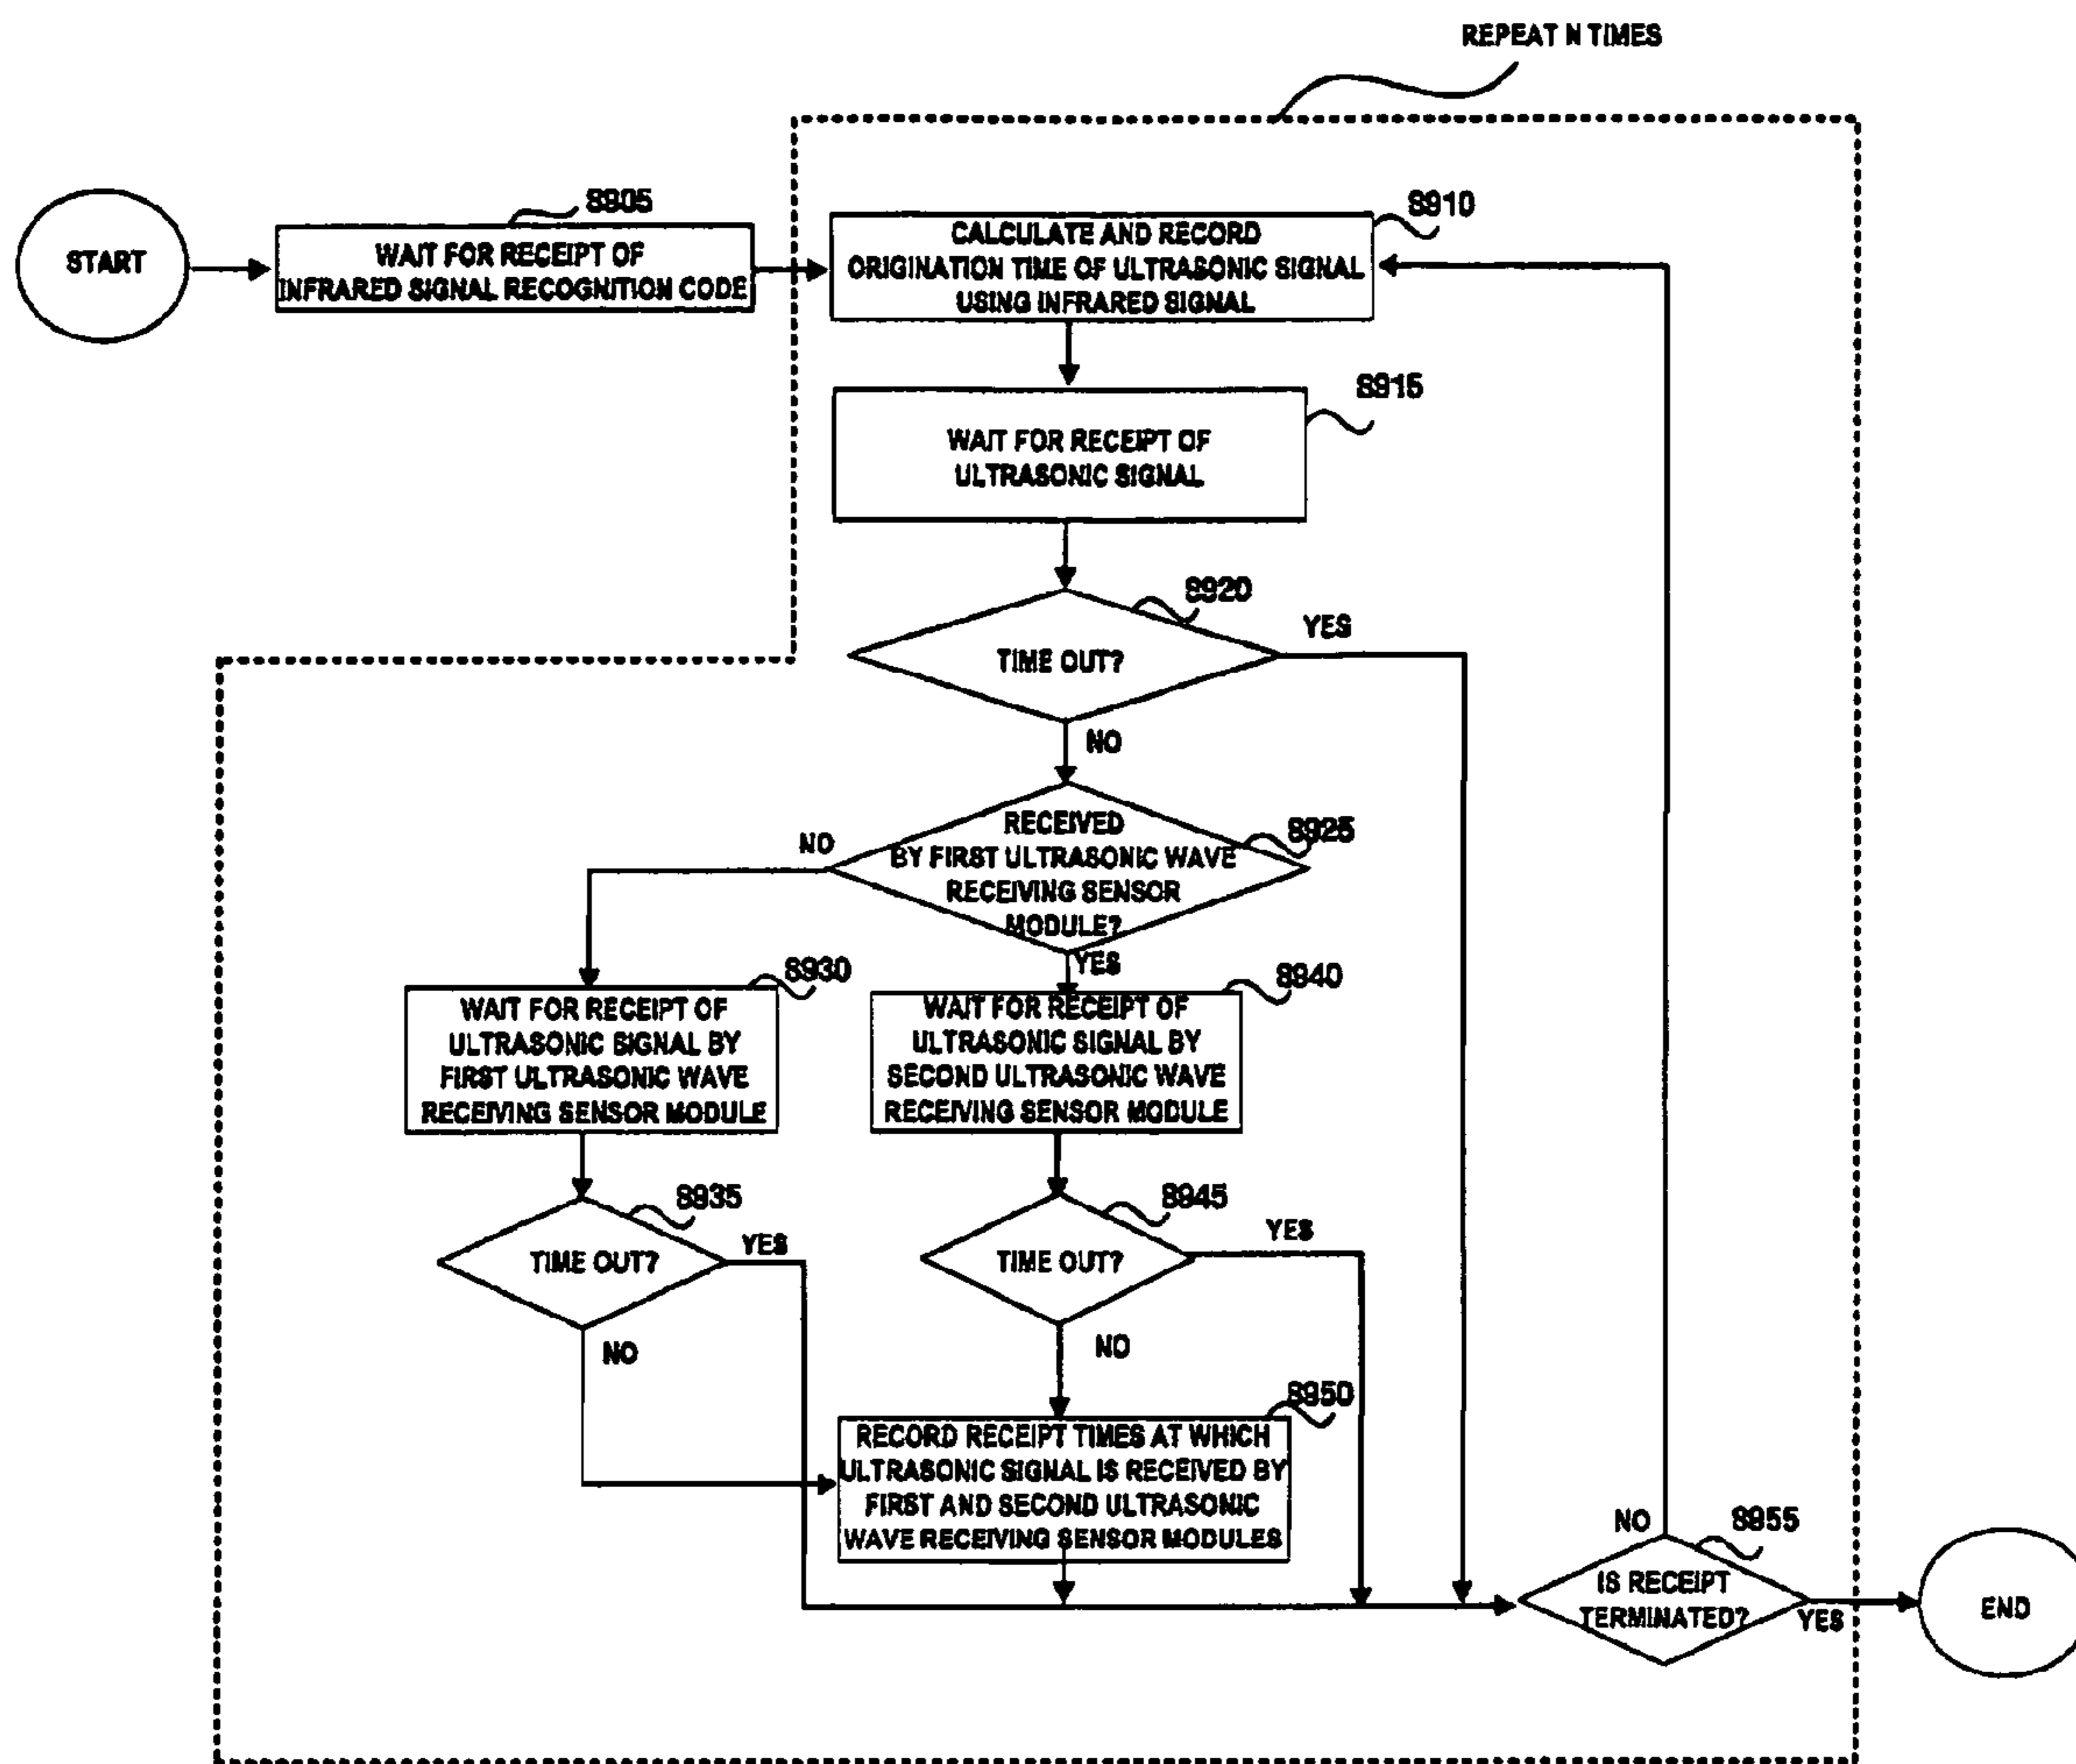 REPEAT N TIMES
START
S905
WAIT FOR RECEIPT OF
INFRARED SIGNAL RECOGNITION CODE
S910
CALCULATE AND RECORD
ORIGINATION TIME OF ULTRASONIC SIGNAL
USING INFRARED SIGNAL
S915
WAIT FOR RECEIPT OF
ULTRASONIC SIGNAL
S920
TIME OUT?
YES
NO
S925
RECEIVED
BY FIRST ULTRASONIC WAVE
RECEIVING SENSOR
MODULE?
NO
YES
S930
WAIT FOR RECEIPT OF
ULTRASONIC SIGNAL BY
FIRST ULTRASONIC WAVE
RECEIVING SENSOR MODULE
S940
WAIT FOR RECEIPT OF
ULTRASONIC SIGNAL BY
SECOND ULTRASONIC WAVE
RECEIVING SENSOR MODULE
S935
TIME OUT?
YES
NO
S945
TIME OUT?
YES
NO
S950
RECORD RECEIPT TIMES AT WHICH
ULTRASONIC SIGNAL IS RECEIVED BY
FIRST AND SECOND ULTRASONIC
WAVE RECEIVING SENSOR MODULES
NO
S955
IS RECEIPT
TERMINATED?
YES
END